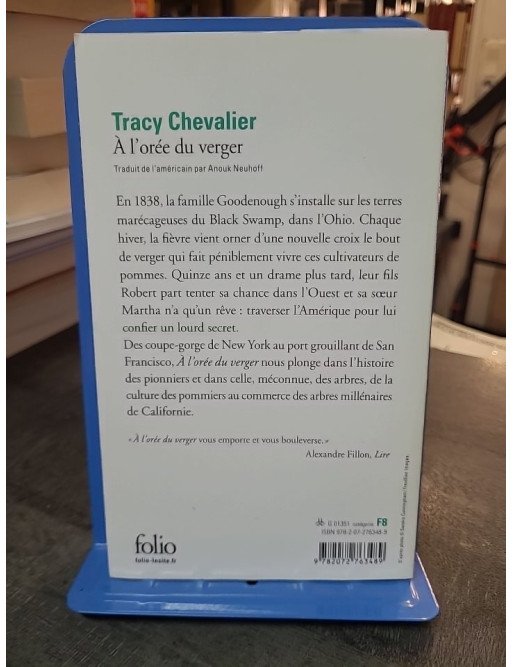 Tracy Chevalier
À l'orée du verger
Traduit de l'américain par Anouk Neuhoff
En 1838, la famille Goodenough s'installe sur les terres
marécageuses du Black Swamp, dans l'Ohio. Chaque
hiver, la fièvre vient orner d'une nouvelle croix le bout
de verger qui fait péniblement vivre ces cultivateurs de
pommes. Quinze ans et un drame plus tard, leur fils
Robert part tenter sa chance dans l'Ouest et sa sœur
Martha n'a qu'un rêve : traverser l'Amérique pour lui
confier un lourd secret.
Des coupe-gorge de New York au port grouillant de San
Francisco, À l'orée du verger nous plonge dans l'histoire
des pionniers et dans celle, méconnue, des arbres, de la
culture des pommiers au commerce des arbres millénaires
de Californie.
« À l'orée du verger vous emporte et vous bouleverse. »
Alexandre Fillon, Lire
catégorie F8
ISBN 978-2-07-276348-9
folio
folio-lesite.fr
9 782072 763489